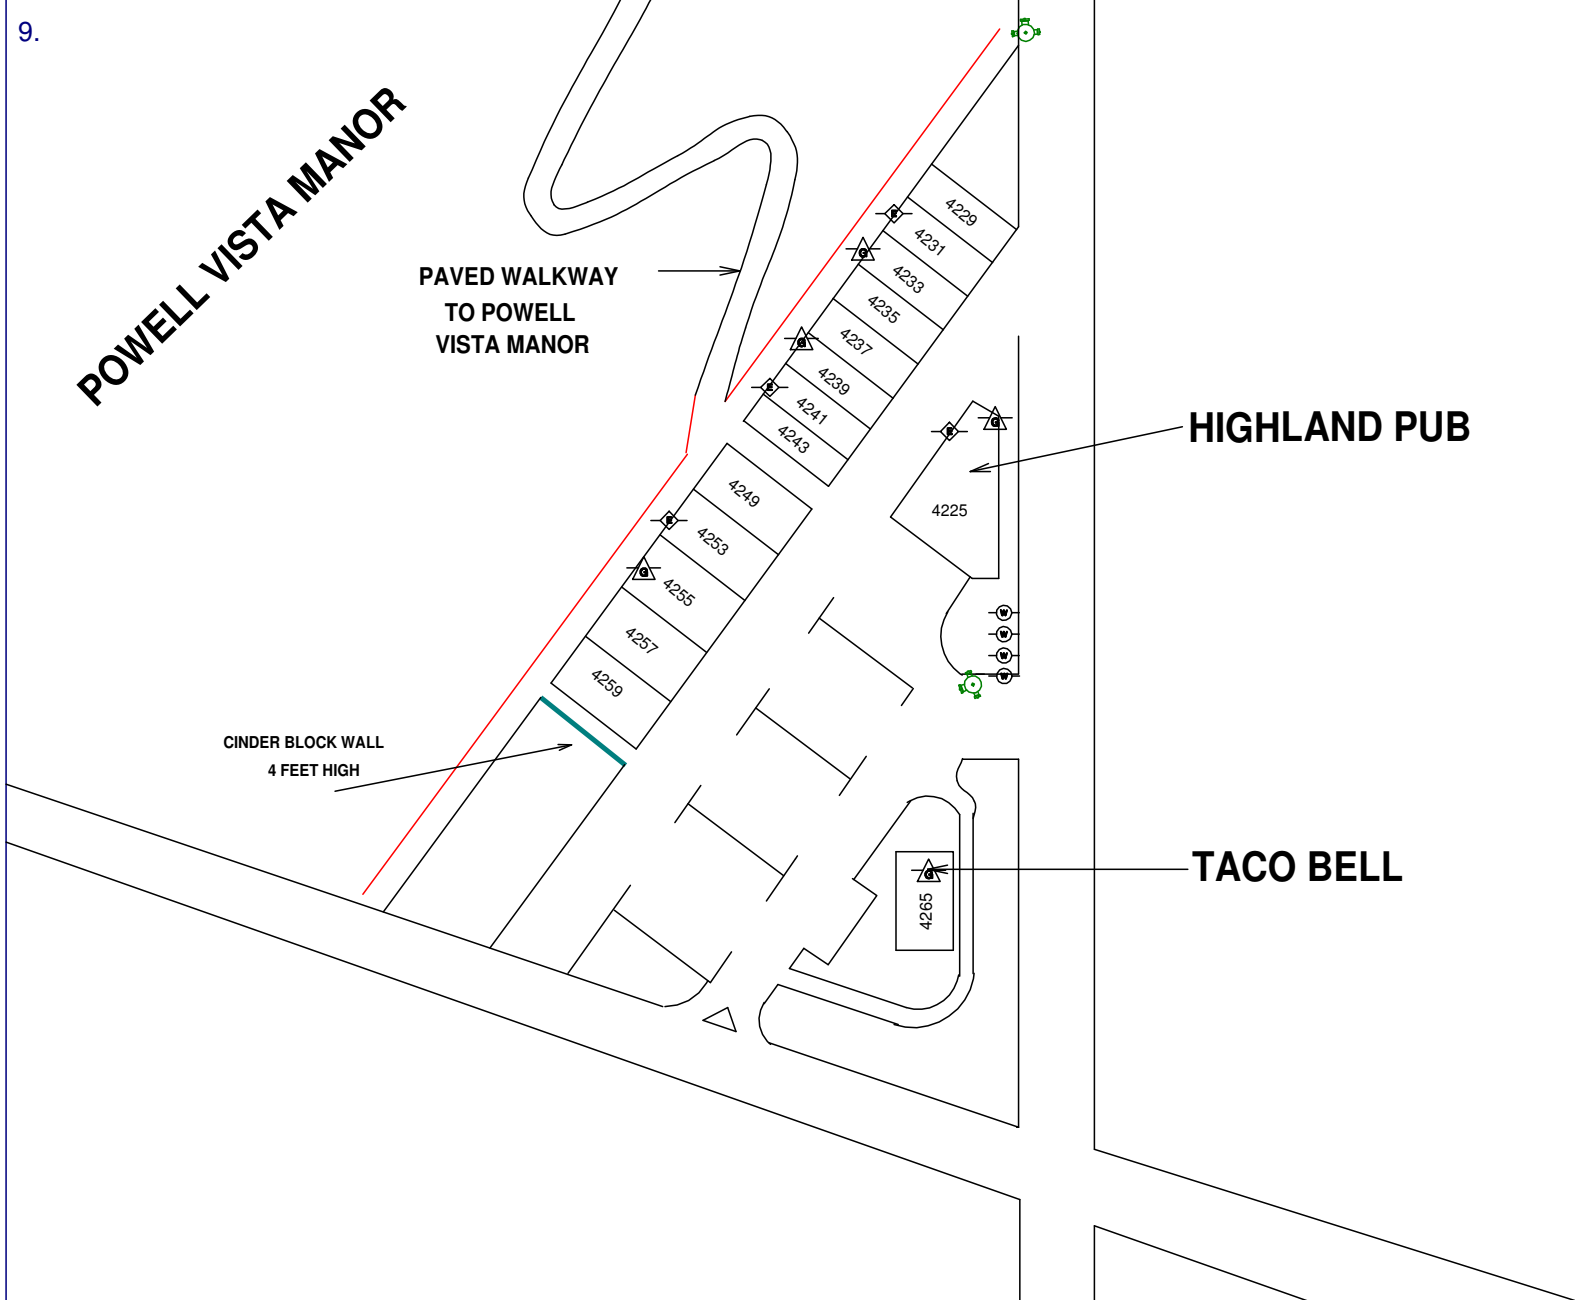 9.
POWELL VISTA MANOR
PAVED WALKWAY
TO POWELL
VISTA MANOR
4229
E
4231
G
4233
4235
4237
G
4239
E
4241
4243
HIGHLAND PUB
G
E
4225
4249
E
4253
G
4255
4257
4259
W
W
W
W
CINDER BLOCK WALL
4 FEET HIGH
TACO BELL
G
4265